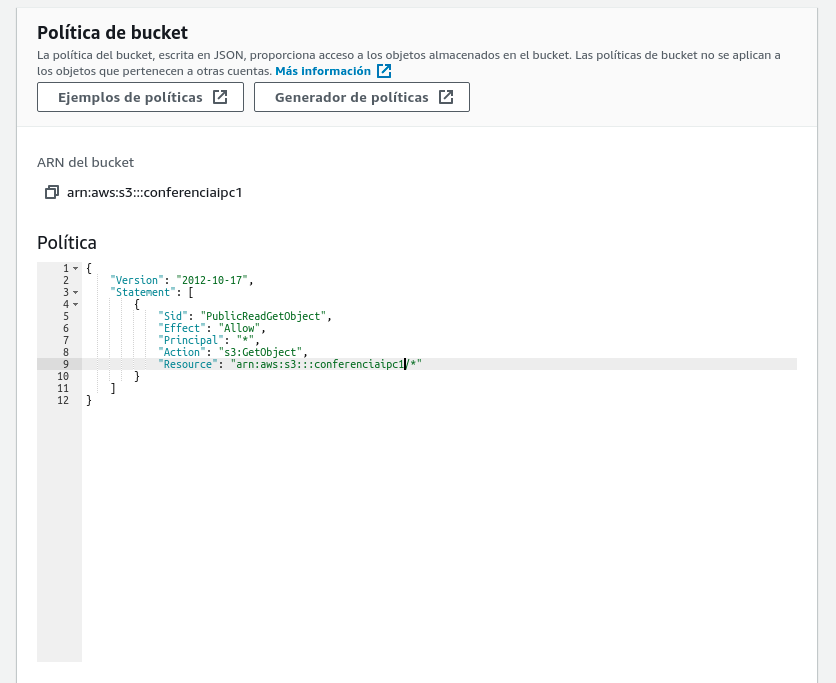 Política de bucket
La política del bucket, escrita en JSON, proporciona acceso a los objetos almacenados en el bucket. Las políticas de bucket no se aplican a
los objetos que pertenecen a otras cuentas. Más información
Ejemplos de políticas Generador de políticas
ARN del bucket
arn:aws:s3:::conferenciaipc1
Política
1 {
2 "Version": "2012-10-17",
3 "Statement": [
4 {
5 "Sid": "PublicReadGetObject",
6 "Effect": "Allow",
7 "Principal": "*",
8 "Action": "s3:GetObject",
9 "Resource": "arn:aws:s3:::conferenciaipc1/*"
10 }
11 ]
12 }